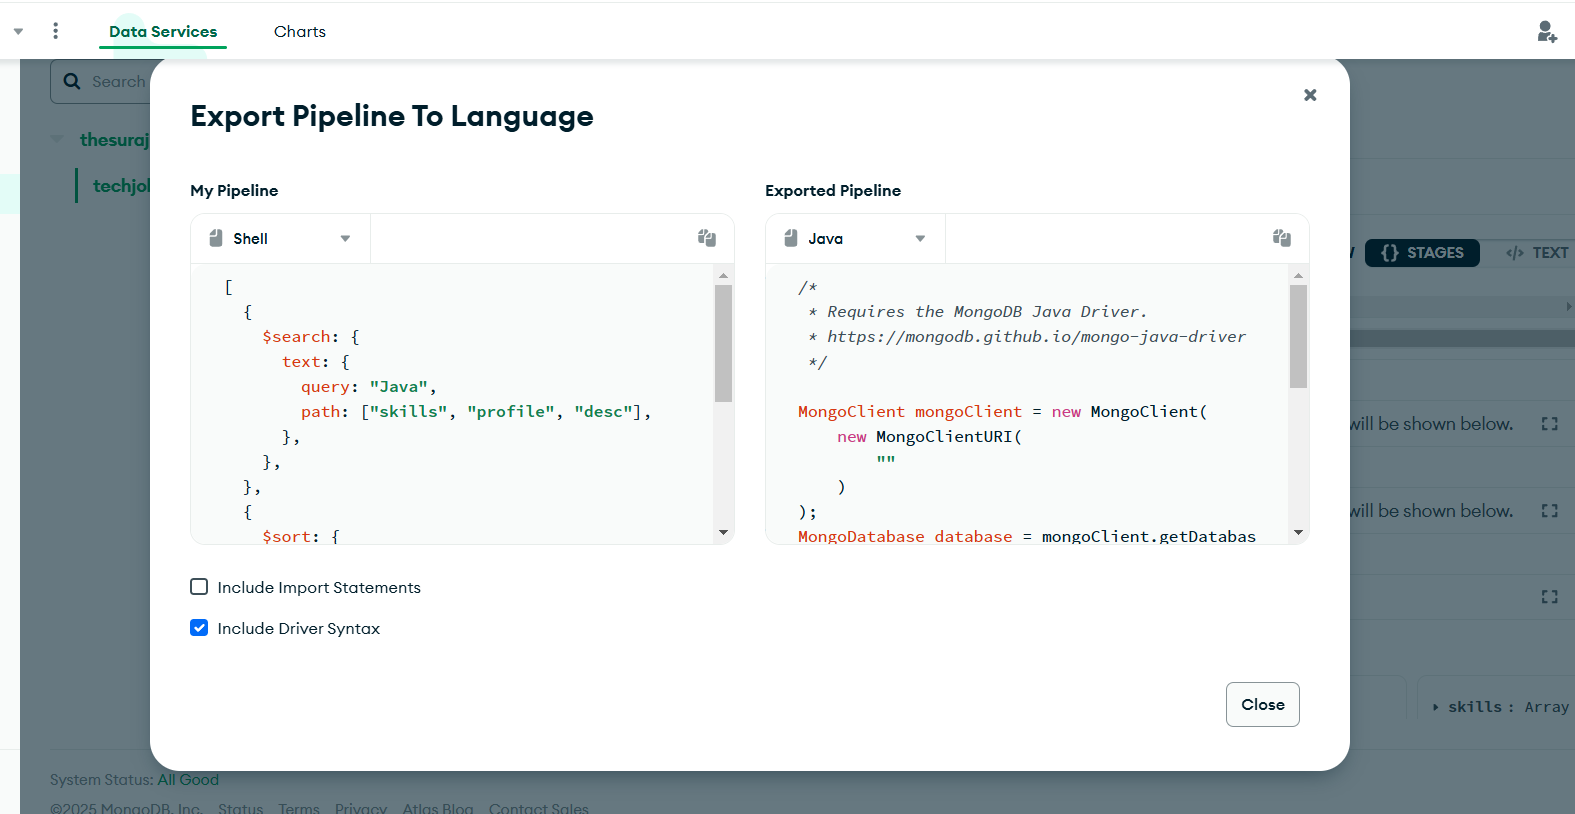 Data Services
Charts
Search
thesuraj
techjo
Export Pipeline To Language
My Pipeline
Shell
[
{
$search: {
text: {
query: "Java",
path: ["skills", "profile", "desc"],
},
},
},
{
$sort: {
Exported Pipeline
Java
/*
* Requires the MongoDB Java Driver.
* https://mongodb.github.io/mongo-java-driver
*/
MongoClient mongoClient = new MongoClient(
new MongoClientURI(
""
)
);
MongoDatabase database = mongoClient.getDatabas
Include Import Statements
Include Driver Syntax
Close
{} STAGES
</> TEXT
will be shown below.
will be shown below.
skills : Array
System Status: All Good
©2025 MongoDB, Inc. Status Terms Privacy Atlas Blog Contact Sales